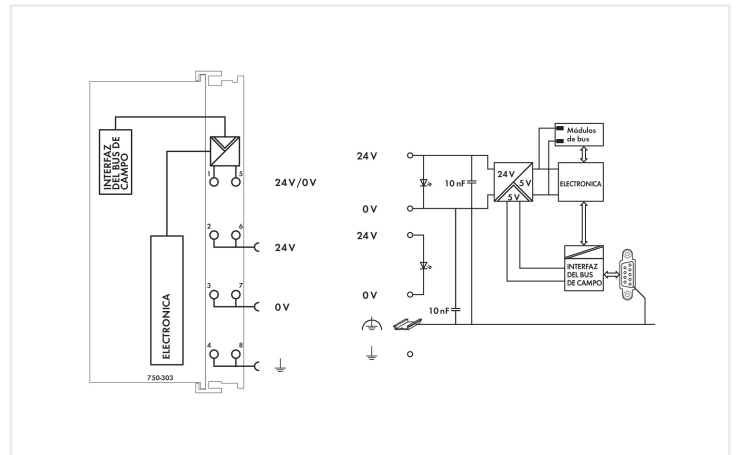 INTERFAZ
DEL BUS DE
CAMPO
1
5
24 V / 0 V
2
6
24 V
3
7
0 V
ELECTRONICA
4
8
750-303
24 V
0 V
24 V
0 V
10 nF
10 nF
24 V
5 V
5 V
Módulos
de bus
ELECTRONICA
INTERFAZ
DEL BUS
DE CAMPO